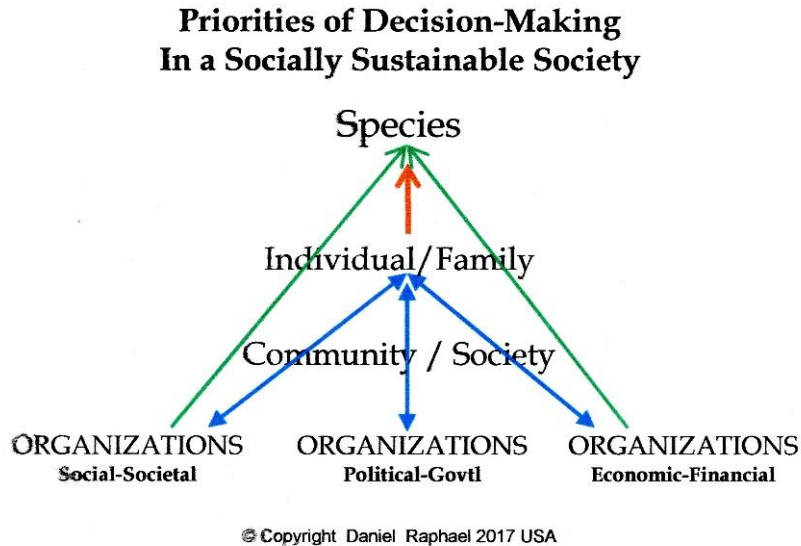 Priorities of Decision-Making
In a Socially Sustainable Society
Species
Individual/Family
Community / Society
ORGANIZATIONS ORGANIZATIONS ORGANIZATIONS
Social-Societal Political-Govtl Economic-Financial
© Copyright Daniel Raphael 2017 USA